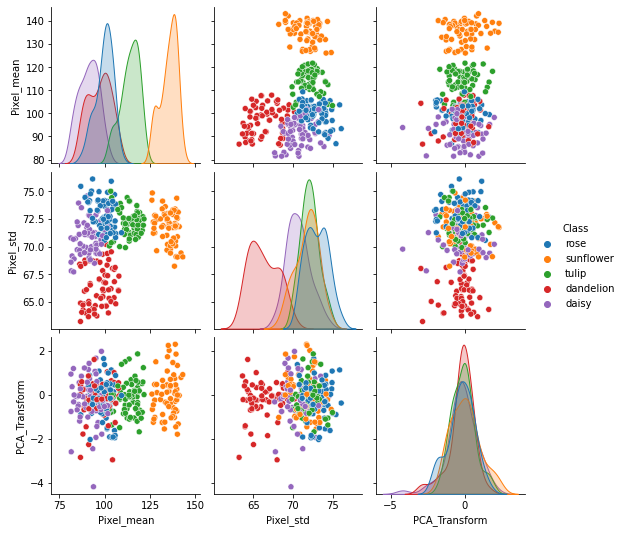 140
130
120
110
100
90
80
Pixel_mean
75.0
72.5
70.0
67.5
65.0
Pixel_std
2
0
−2
−4
PCA_Transform
75 100 125 150
Pixel_mean
65 70 75
Pixel_std
−5 0
PCA_Transform
Class
rose
sunflower
tulip
dandelion
daisy